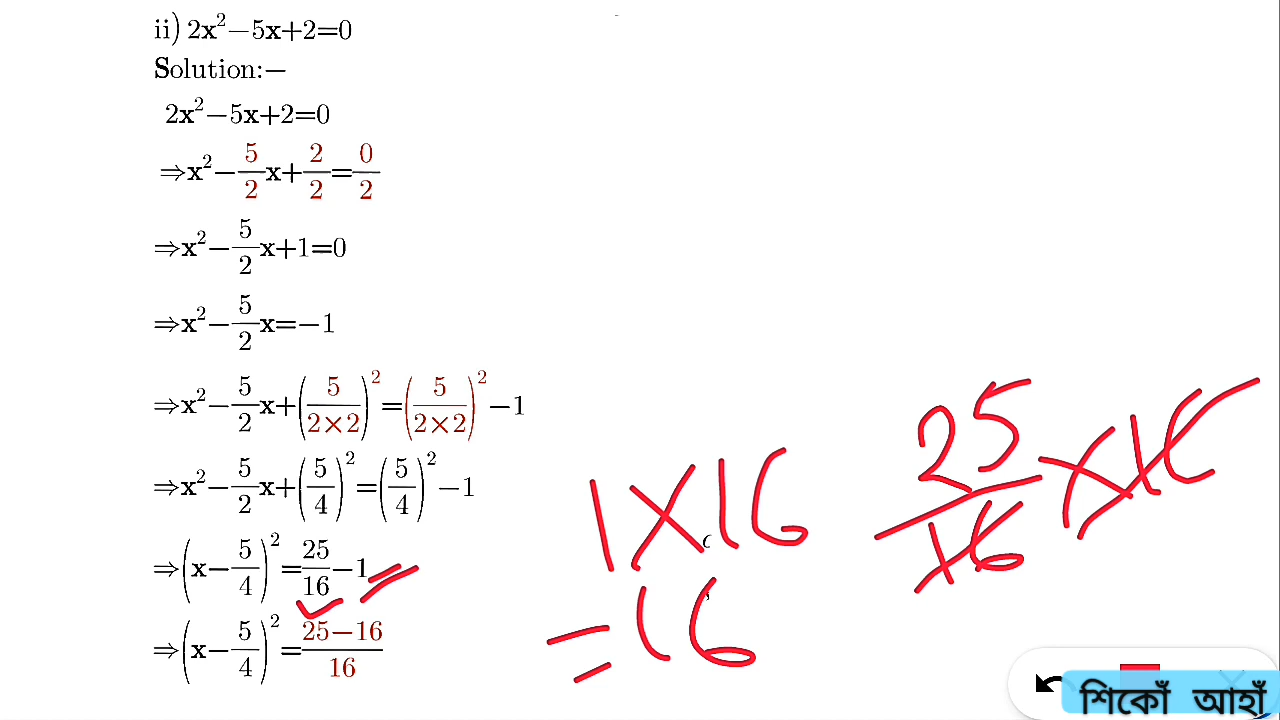 ii) 2x²−5x+2=0
Solution:−
2x²−5x+2=0
⇒x²−5/2x+2/2=0/2
⇒x²−5/2x+1=0
⇒x²−5/2x=−1
⇒x²−5/2x+(5/2×2)²=(5/2×2)²−1
⇒x²−5/2x+(5/4)²=(5/4)²−1
⇒(x−5/4)²=25/16−1
⇒(x−5/4)²=25−16/16
1×16
=16
25/16×16
শিকোঁ আহাঁ